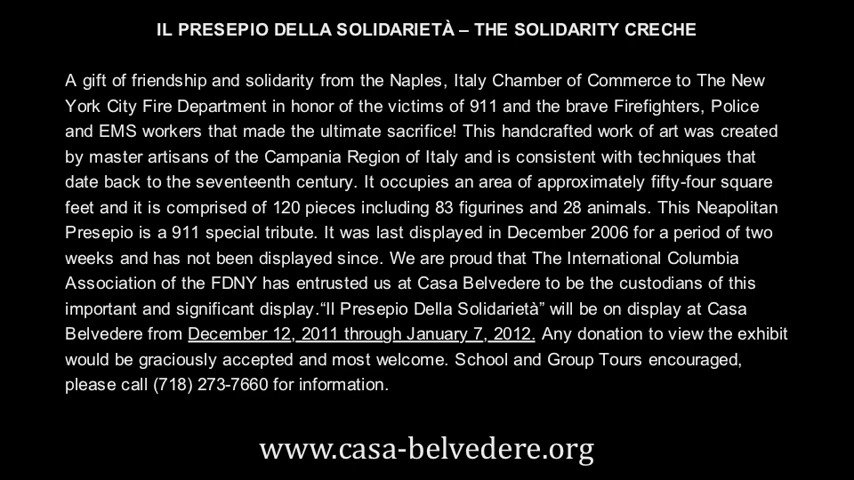 IL PRESEPIO DELLA SOLIDARIETÀ – THE SOLIDARITY CRECHE
A gift of friendship and solidarity from the Naples, Italy Chamber of Commerce to The New
York City Fire Department in honor of the victims of 911 and the brave Firefighters, Police
and EMS workers that made the ultimate sacrifice! This handcrafted work of art was created
by master artisans of the Campania Region of Italy and is consistent with techniques that
date back to the seventeenth century. It occupies an area of approximately fifty-four square
feet and it is comprised of 120 pieces including 83 figurines and 28 animals. This Neapolitan
Presepio is a 911 special tribute. It was last displayed in December 2006 for a period of two
weeks and has not been displayed since. We are proud that The International Columbia
Association of the FDNY has entrusted us at Casa Belvedere to be the custodians of this
important and significant display.“Il Presepio Della Solidarietà” will be on display at Casa
Belvedere from December 12, 2011 through January 7, 2012. Any donation to view the exhibit
would be graciously accepted and most welcome. School and Group Tours encouraged,
please call (718) 273-7660 for information.
www.casa-belvedere.org